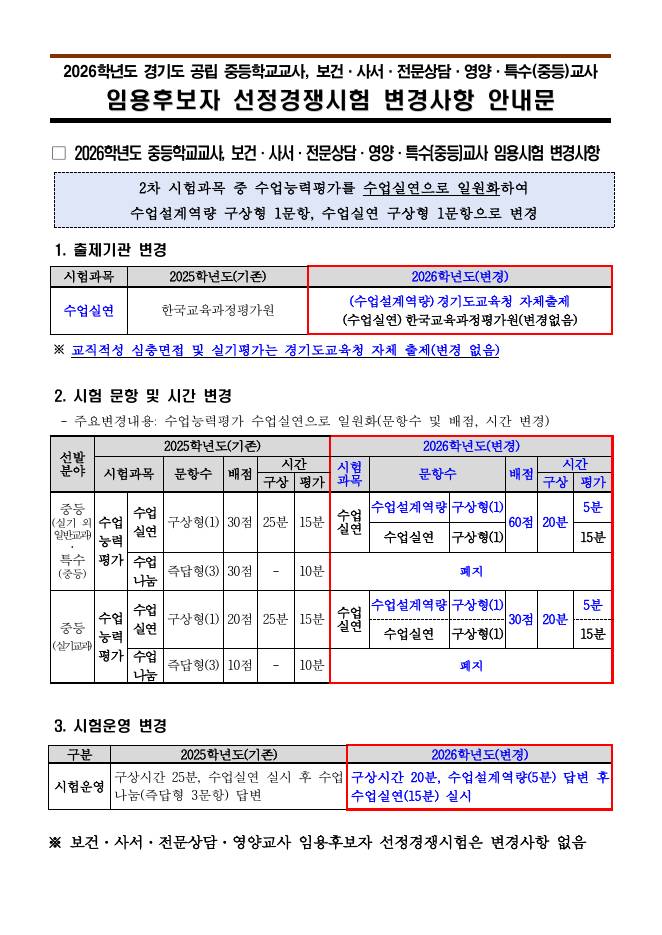 2026학년도 경기도 공립 중등학교교사, 보건·사서·전문상담·영양·특수(중등)교사
임용후보자 선정경쟁시험 변경사항 안내문
□ 2026학년도 중등학교교사, 보건·사서·전문상담·영양·특수(중등)교사 임용시험 변경사항
2차 시험과목 중 수업능력평가를 수업실연으로 일원화하여
수업설계역량 구상형 1문항, 수업실연 구상형 1문항으로 변경
1. 출제기관 변경
시험과목 2025학년도(기존) 2026학년도(변경)
수업실연 한국교육과정평가원 (수업설계역량) 경기도교육청 자체출제
(수업실연) 한국교육과정평가원(변경없음)
※ 교직적성 심층면접 및 실기평가는 경기도교육청 자체 출제(변경 없음)
2. 시험 문항 및 시간 변경
- 주요변경내용: 수업능력평가 수업실연으로 일원화(문항수 및 배점, 시간 변경)
선발 분야 2025학년도(기존) 2026학년도(변경)
시험과목 문항수 배점 시간 시험 과목 문항수 배점 시간
구상 평가 구상 평가
중등 (실기 외 일반교과) · 특수 (중등) 수업 능력 평가 수업 실연 구상형(1) 30점 25분 15분 수업 실연 수업설계역량 구상형(1) 60점 20분 5분
수업실연 구상형(1) 15분
수업 나눔 즉답형(3) 30점 - 10분 폐지
중등 (실기교과) 수업 능력 평가 수업 실연 구상형(1) 20점 25분 15분 수업 실연 수업설계역량 구상형(1) 30점 20분 5분
수업실연 구상형(1) 15분
수업 나눔 즉답형(3) 10점 - 10분 폐지
3. 시험운영 변경
구분 2025학년도(기존) 2026학년도(변경)
시험운영 구상시간 25분, 수업실연 실시 후 수업 나눔(즉답형 3문항) 답변 구상시간 20분, 수업설계역량(5분) 답변 후 수업실연(15분) 실시
※ 보건·사서·전문상담·영양교사 임용후보자 선정경쟁시험은 변경사항 없음